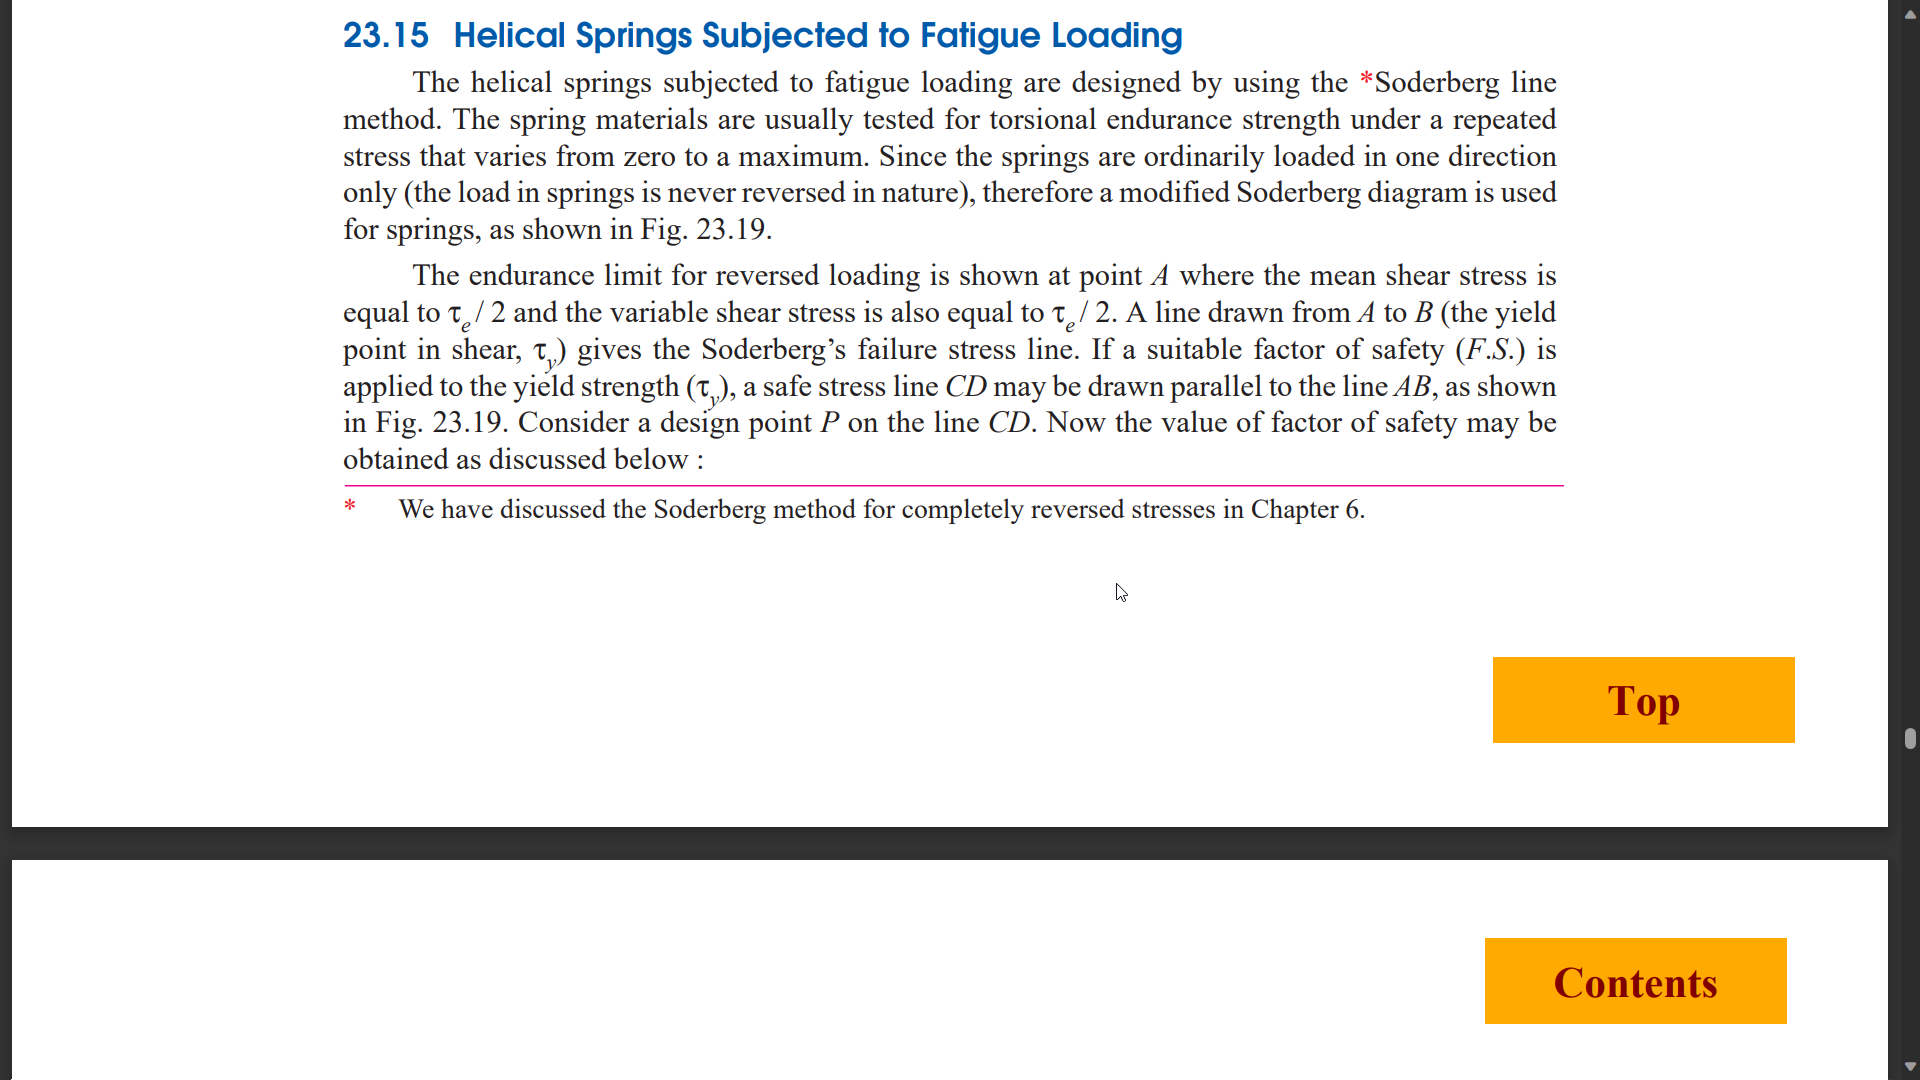 23.15 Helical Springs Subjected to Fatigue Loading
The helical springs subjected to fatigue loading are designed by using the *Soderberg line
method. The spring materials are usually tested for torsional endurance strength under a repeated
stress that varies from zero to a maximum. Since the springs are ordinarily loaded in one direction
only (the load in springs is never reversed in nature), therefore a modified Soderberg diagram is used
for springs, as shown in Fig. 23.19.
The endurance limit for reversed loading is shown at point A where the mean shear stress is
equal to τe / 2 and the variable shear stress is also equal to τe / 2. A line drawn from A to B (the yield
point in shear, τy) gives the Soderberg’s failure stress line. If a suitable factor of safety (F.S.) is
applied to the yield strength (τy), a safe stress line CD may be drawn parallel to the line AB, as shown
in Fig. 23.19. Consider a design point P on the line CD. Now the value of factor of safety may be
obtained as discussed below :
* We have discussed the Soderberg method for completely reversed stresses in Chapter 6.
Top
Contents